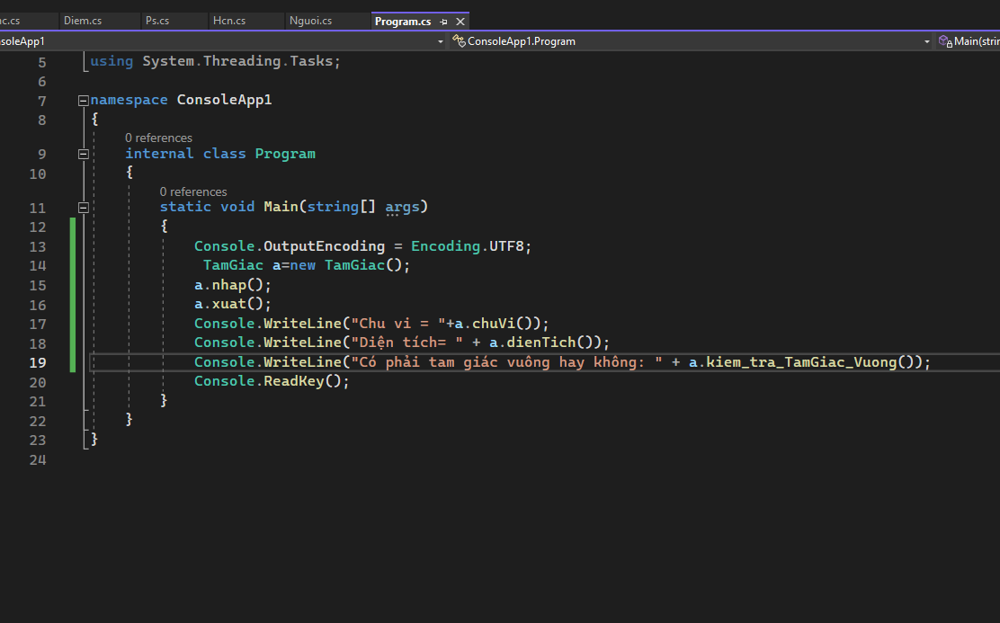 c.cs Diem.cs Ps.cs Hcn.cs Nguoi.cs Program.cs
soleApp1 ConsoleApp1.Program Main(strin
5 using System.Threading.Tasks;
6
7 namespace ConsoleApp1
8 {
0 references
9 internal class Program
10 {
0 references
11 static void Main(string[] args)
12 {
13 Console.OutputEncoding = Encoding.UTF8;
14 TamGiac a=new TamGiac();
15 a.nhap();
16 a.xuat();
17 Console.WriteLine("Chu vi = "+a.chuVi());
18 Console.WriteLine("Diện tích= " + a.dienTich());
19 Console.WriteLine("Có phải tam giác vuông hay không: " + a.kiem_tra_TamGiac_Vuong());
20 Console.ReadKey();
21 }
22 }
23 }
24